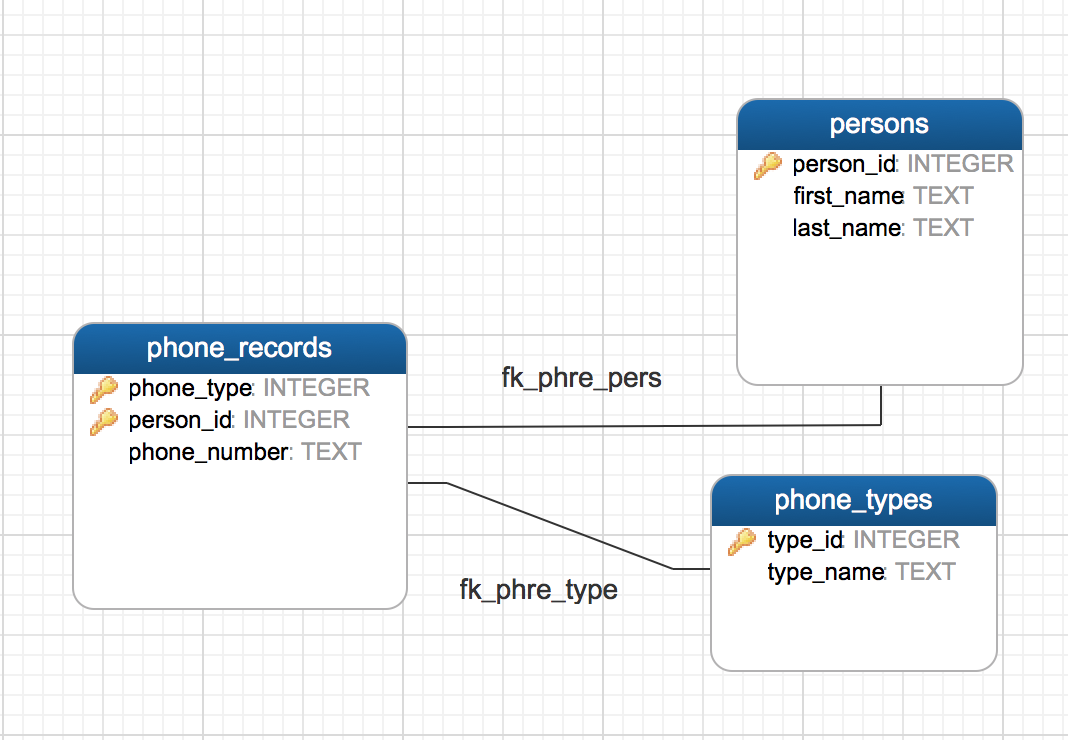 persons
person_id: INTEGER
first_name: TEXT
last_name: TEXT
phone_records
phone_type: INTEGER
person_id: INTEGER
phone_number: TEXT
fk_phre_pers
phone_types
type_id: INTEGER
type_name: TEXT
fk_phre_type